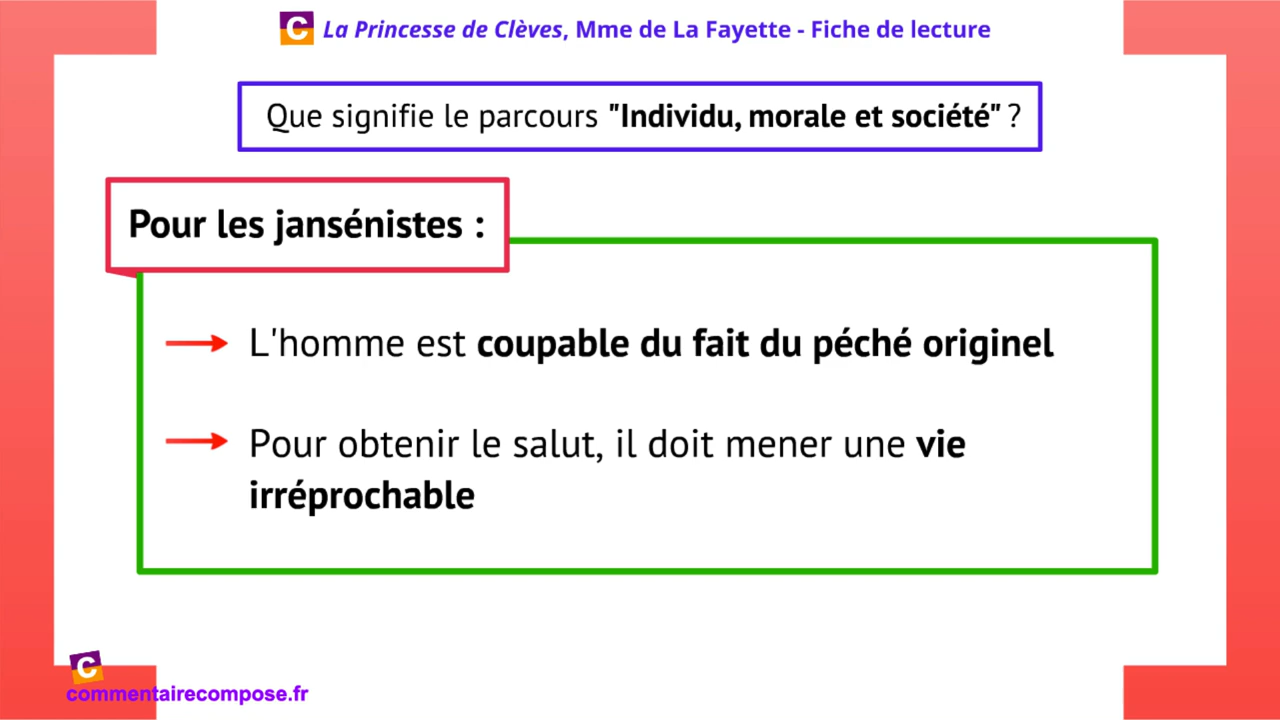 C La Princesse de Clèves, Mme de La Fayette - Fiche de lecture
Que signifie le parcours "Individu, morale et société" ?
Pour les jansénistes :
L'homme est coupable du fait du péché originel
Pour obtenir le salut, il doit mener une vie
irréprochable
C
commentairecompose.fr